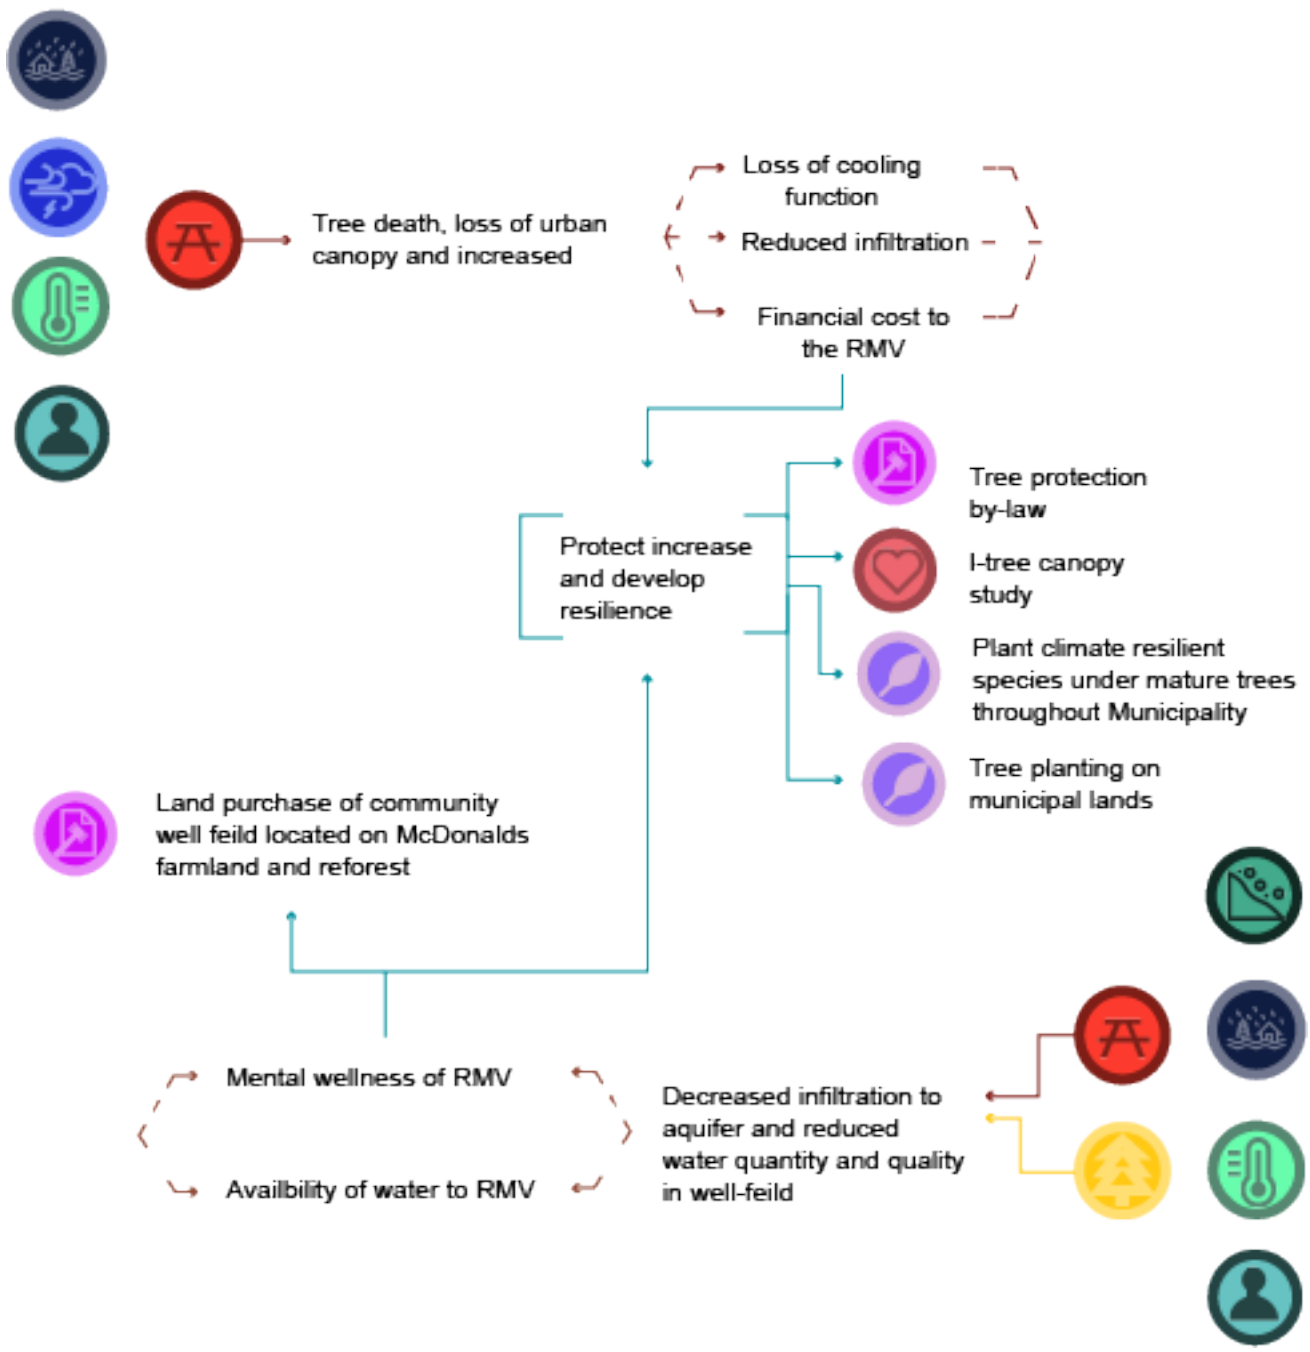 Loss of cooling
function
Tree death, loss of urban
canopy and increased
Reduced infiltration
Financial cost to
the RMV
Tree protection
by-law
Protect increase
and develop
resilience
I-tree canopy
study
Plant climate resilient
species under mature trees
throughout Municipality
Tree planting on
municipal lands
Land purchase of community
well feild located on McDonalds
farmland and reforest
Mental wellness of RMV
Availbility of water to RMV
Decreased infiltration to
aquifer and reduced
water quantity and quality
in well-feild